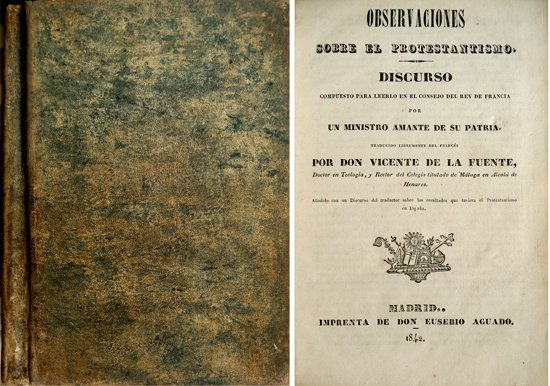 OBSERVACIONES
SOBRE EL PROTESTANTISMO.
DISCURSO
COMPUESTO PARA LEERLO EN EL CONSEJO DEL REY DE FRANCIA
POR
UN MINISTRO AMANTE DE SU PATRIA.
TRADUCIDO LIBREMENTE DEL FRANCÉS
POR DON VICENTE DE LA FUENTE,
Doctor en Teología, y Rector del Colegio titulado de Málaga en Alcalá de
Henares.
Añadido con un Discurso del traductor sobre los resultados que tuviera el Protestantismo
en España.
MADRID.
IMPRENTA DE DON EUSEBIO AGUADO.
1842.